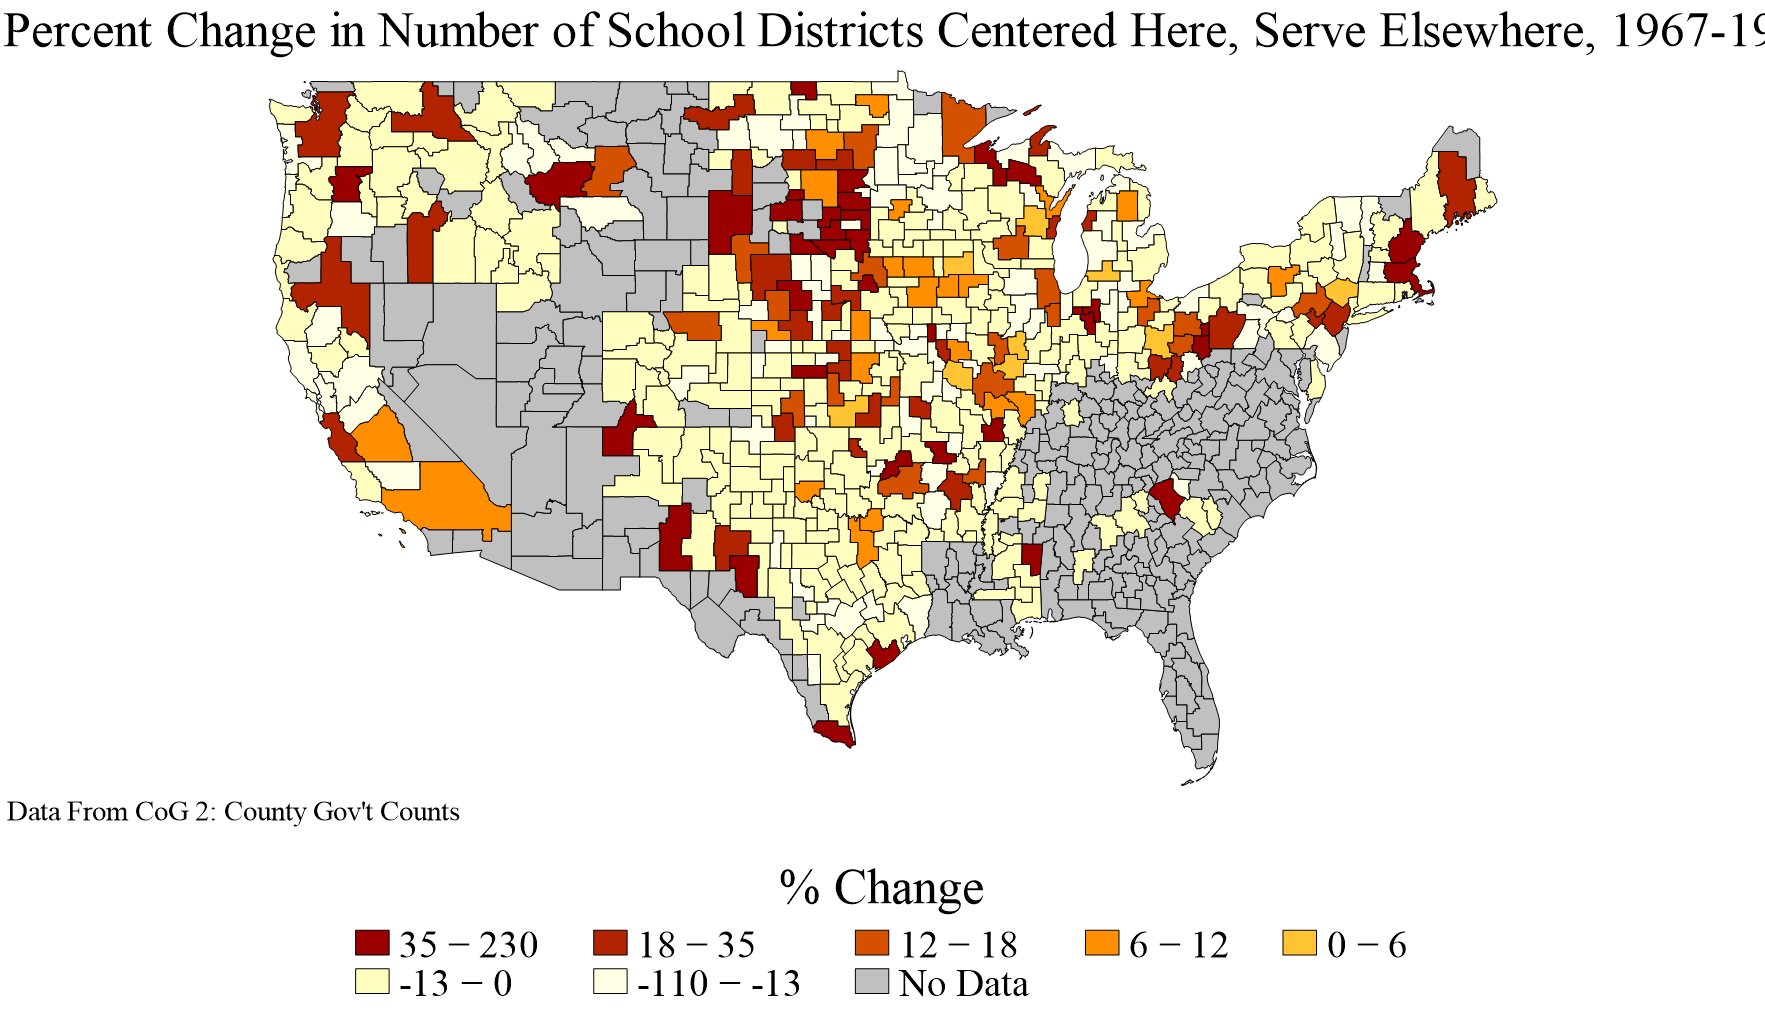 Percent Change in Number of School Districts Centered Here, Serve Elsewhere, 1967-19
Data From CoG 2: County Gov't Counts
% Change
35 − 230 18 − 35 12 − 18 6 − 12 0 − 6
-13 − 0 -110 − -13 No Data